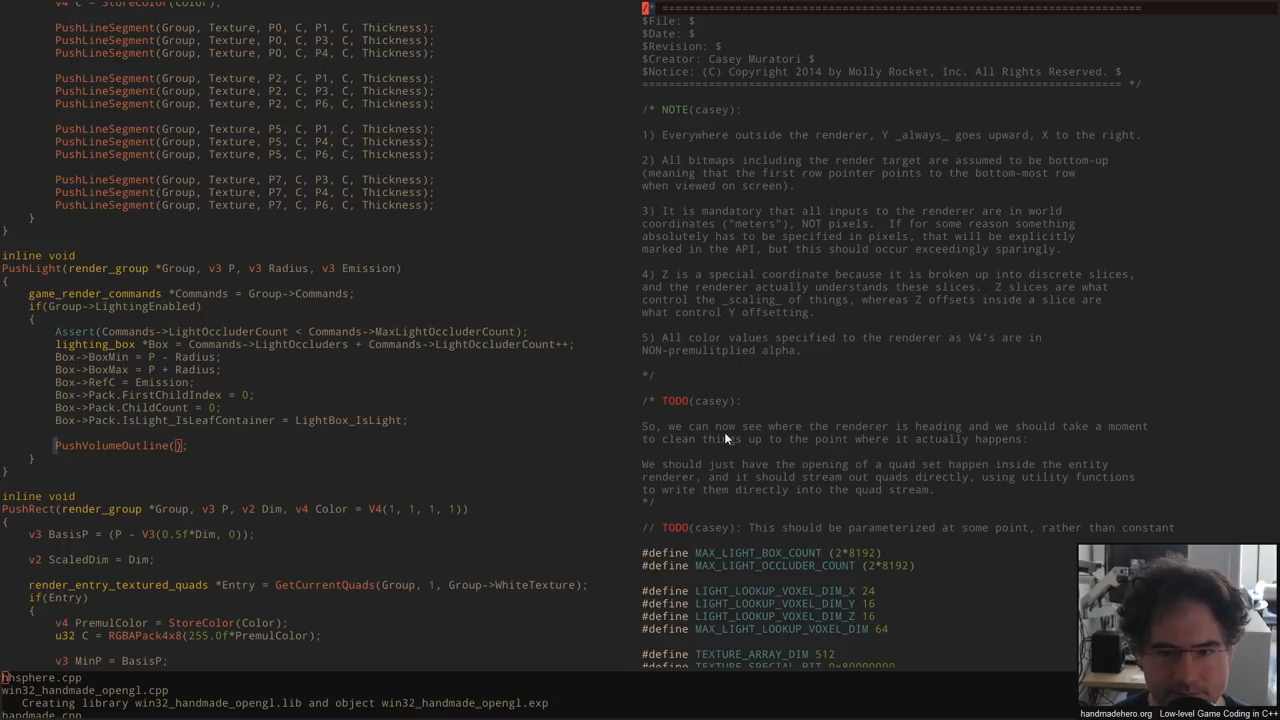 v4 C = StoreColor(Color);
PushLineSegment(Group, Texture, P0, C, P1, C, Thickness);
PushLineSegment(Group, Texture, P0, C, P3, C, Thickness);
PushLineSegment(Group, Texture, P0, C, P4, C, Thickness);
PushLineSegment(Group, Texture, P2, C, P1, C, Thickness);
PushLineSegment(Group, Texture, P2, C, P3, C, Thickness);
PushLineSegment(Group, Texture, P2, C, P6, C, Thickness);
PushLineSegment(Group, Texture, P5, C, P1, C, Thickness);
PushLineSegment(Group, Texture, P5, C, P4, C, Thickness);
PushLineSegment(Group, Texture, P5, C, P6, C, Thickness);
PushLineSegment(Group, Texture, P7, C, P3, C, Thickness);
PushLineSegment(Group, Texture, P7, C, P4, C, Thickness);
PushLineSegment(Group, Texture, P7, C, P6, C, Thickness);
}
}
inline void
PushLight(render_group *Group, v3 P, v3 Radius, v3 Emission)
{
game_render_commands *Commands = Group->Commands;
if(Group->LightingEnabled)
{
Assert(Commands->LightOccluderCount < Commands->MaxLightOccluderCount);
lighting_box *Box = Commands->LightOccluders + Commands->LightOccluderCount++;
Box->BoxMin = P - Radius;
Box->BoxMax = P + Radius;
Box->RefC = Emission;
Box->Pack.FirstChildIndex = 0;
Box->Pack.ChildCount = 0;
Box->Pack.IsLight_IsLeafContainer = LightBox_IsLight;
PushVolumeOutline();
}
}
inline void
PushRect(render_group *Group, v3 P, v2 Dim, v4 Color = V4(1, 1, 1, 1))
{
v3 BasisP = (P - V3(0.5f*Dim, 0));
v2 ScaledDim = Dim;
render_entry_textured_quads *Entry = GetCurrentQuads(Group, 1, Group->WhiteTexture);
if(Entry)
{
v4 PremulColor = StoreColor(Color);
u32 C = RGBAPack4x8(255.0f*PremulColor);
v3 MinP = BasisP;
/* ========================================================================
$File: $
$Date: $
$Revision: $
$Creator: Casey Muratori $
$Notice: (C) Copyright 2014 by Molly Rocket, Inc. All Rights Reserved. $
======================================================================== */
/* NOTE(casey):
1) Everywhere outside the renderer, Y _always_ goes upward, X to the right.
2) All bitmaps including the render target are assumed to be bottom-up
(meaning that the first row pointer points to the bottom-most row
when viewed on screen).
3) It is mandatory that all inputs to the renderer are in world
coordinates ("meters"), NOT pixels. If for some reason something
absolutely has to be specified in pixels, that will be explicitly
marked in the API, but this should occur exceedingly sparingly.
4) Z is a special coordinate because it is broken up into discrete slices,
and the renderer actually understands these slices. Z slices are what
control the _scaling_ of things, whereas Z offsets inside a slice are
what control Y offsetting.
5) All color values specified to the renderer as V4's are in
NON-premulitplied alpha.
*/
/* TODO(casey):
So, we can now see where the renderer is heading and we should take a moment
to clean things up to the point where it actually happens:
We should just have the opening of a quad set happen inside the entity
renderer, and it should stream out quads directly, using utility functions
to write them directly into the quad stream.
*/
// TODO(casey): This should be parameterized at some point, rather than constant
#define MAX_LIGHT_BOX_COUNT (2*8192)
#define MAX_LIGHT_OCCLUDER_COUNT (2*8192)
#define LIGHT_LOOKUP_VOXEL_DIM_X 24
#define LIGHT_LOOKUP_VOXEL_DIM_Y 16
#define LIGHT_LOOKUP_VOXEL_DIM_Z 16
#define MAX_LIGHT_LOOKUP_VOXEL_DIM 64
#define TEXTURE_ARRAY_DIM 512
#define TEXTURE_SPECIAL_BIT 0x80000000
hhsphere.cpp
win32_handmade_opengl.cpp
Creating library win32_handmade_opengl.lib and object win32_handmade_opengl.exp
handmade.cpp
handmadehero.org Low-level Game Coding in C++